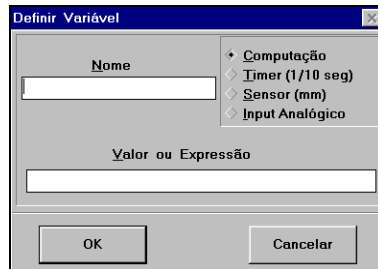 Definir Variável
Nome
Computação
Timer (1/10 seg)
Sensor (mm)
Input Analógico
Valor ou Expressão
OK
Cancelar